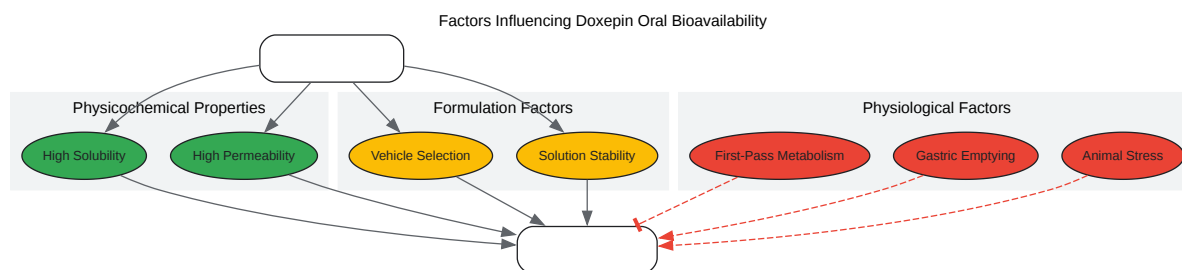 Factors Influencing Doxepin Oral Bioavailability
Physicochemical Properties
Formulation Factors
Physiological Factors
High Solubility
High Permeability
Vehicle Selection
Solution Stability
First-Pass Metabolism
Gastric Emptying
Animal Stress